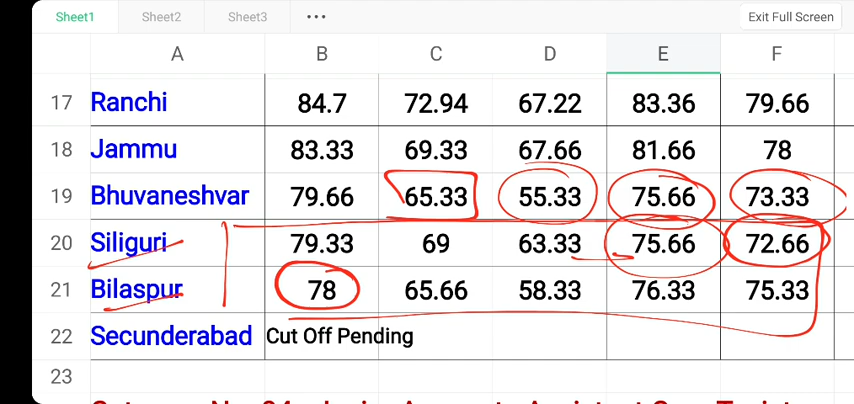 Sheet1 Sheet2 Sheet3 ••• Exit Full Screen
A B C D E F
17 Ranchi 84.7 72.94 67.22 83.36 79.66
18 Jammu 83.33 69.33 67.66 81.66 78
19 Bhuvaneshvar 79.66 65.33 55.33 75.66 73.33
20 Siliguri 79.33 69 63.33 75.66 72.66
21 Bilaspur 78 65.66 58.33 76.33 75.33
22 Secunderabad Cut Off Pending
23